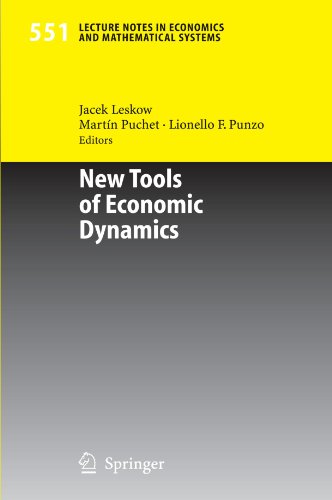 551
LECTURE NOTES IN ECONOMICS
AND MATHEMATICAL SYSTEMS
Jacek Leskow
Martín Puchet · Lionello F. Punzo
Editors
New Tools
of Economic
Dynamics
Springer